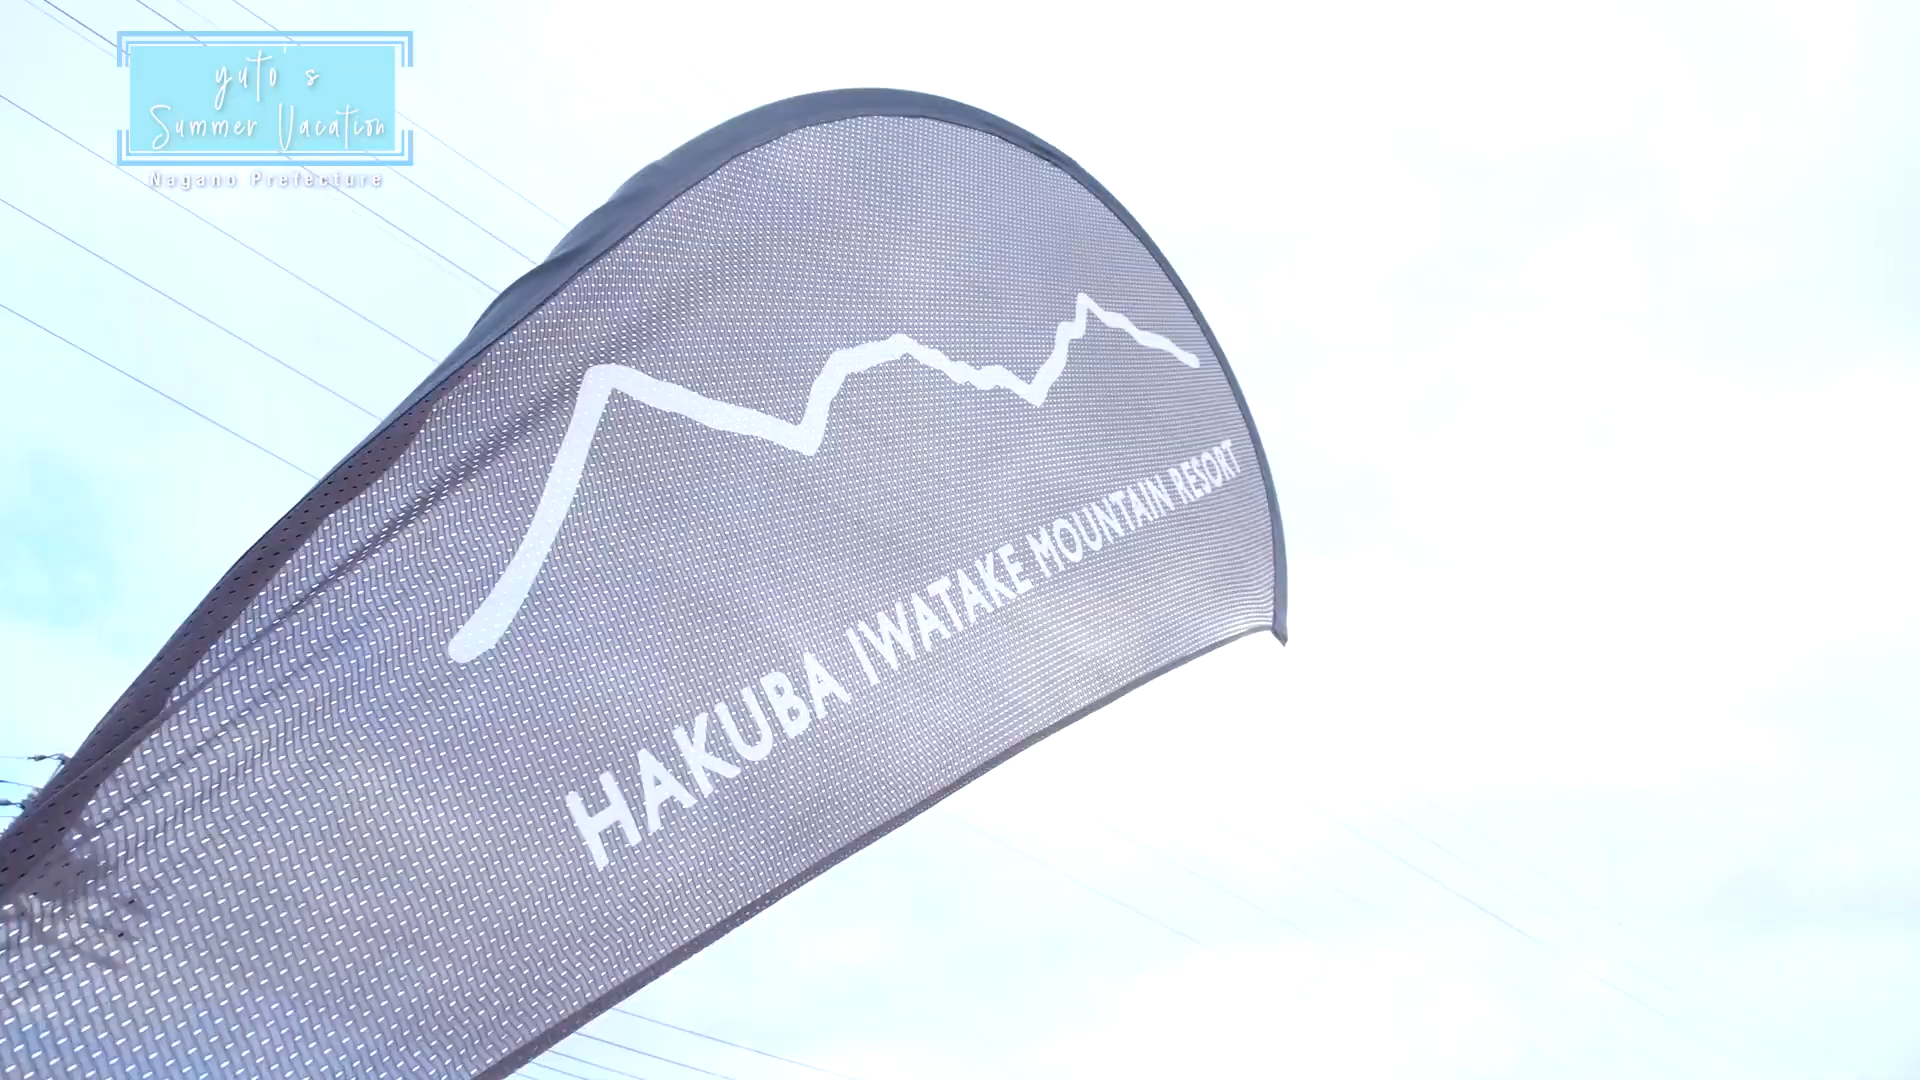 yuto's
Summer Vacation
Nagano Prefecture
HAKUBA IWATAKE MOUNTAIN RESORT